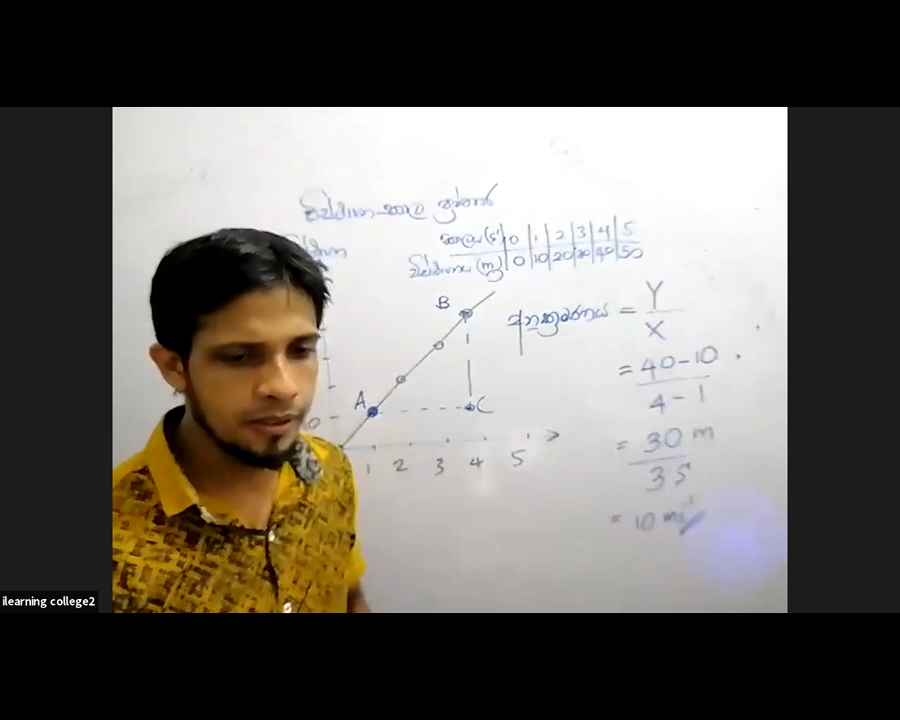 විස්ථාපන-කාල ප්‍රස්තාර
කාලය (s) 0 1 2 3 4 5
විස්ථාපනය (m) 0 10 20 30 40 50
B
A
C
1 2 3 4 5
අනුක්‍රමණය = Y / X
= 40-10 / 4-1
= 30 m / 3 s
= 10 ms⁻¹
ilearning college2